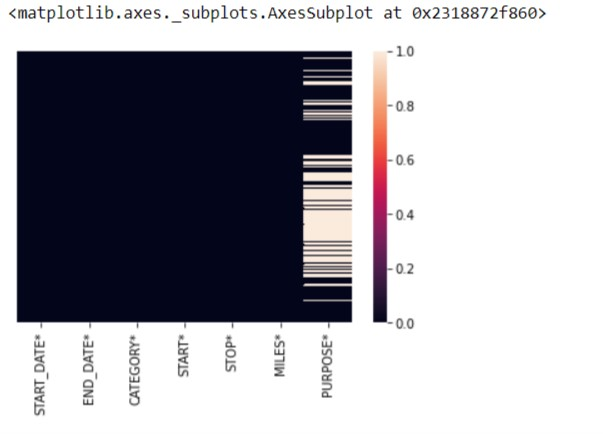 <matplotlib.axes._subplots.AxesSubplot at 0x2318872f860>
1.0
0.8
0.6
0.4
0.2
0.0
START_DATE*
END_DATE*
CATEGORY*
START*
STOP*
MILES*
PURPOSE*